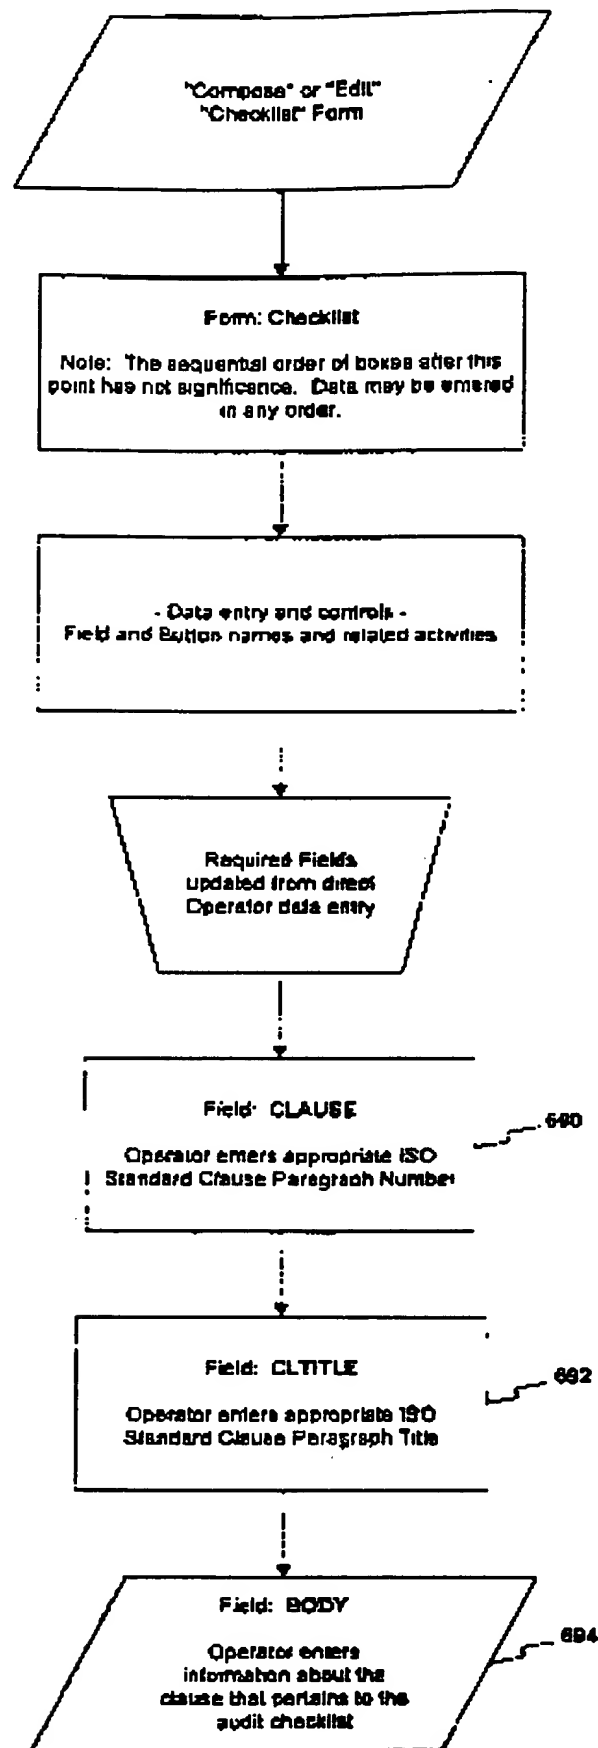 "Compose" or "Edit"
"Checklist" Form
Form: Checklist
Note: The sequential order of boxes after this
point has not significance. Data may be entered
in any order.
- Data entry and controls -
Field and Button names and related activities
Required Fields
updated from direct
Operator data entry
Field: CLAUSE
Operator enters appropriate ISO
Standard Clause Paragraph Number
690
Field: CLTITLE
Operator enters appropriate ISO
Standard Clause Paragraph Title
692
Field: BODY
Operator enters
information about the
clause that pertains to the
audit checklist
694